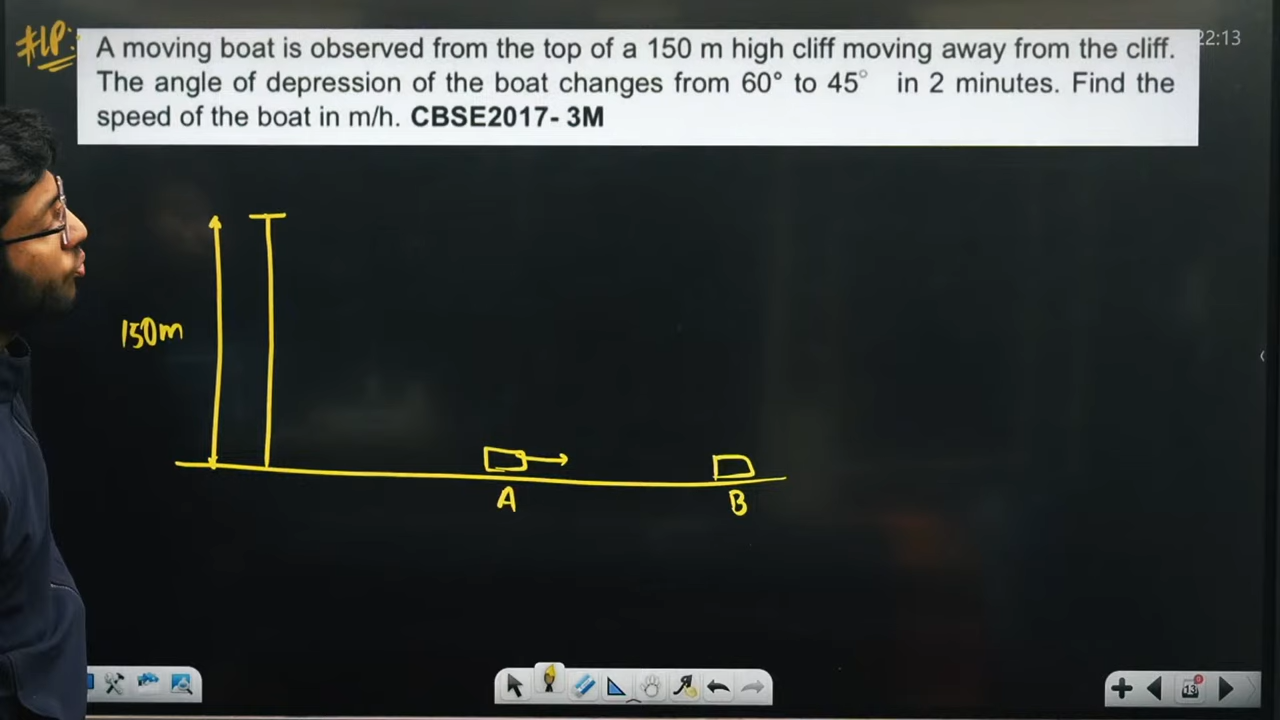 #LP:
A moving boat is observed from the top of a 150 m high cliff moving away from the cliff.
22:13
The angle of depression of the boat changes from 60° to 45° in 2 minutes. Find the
speed of the boat in m/h. CBSE2017- 3M
150m
A
B
13